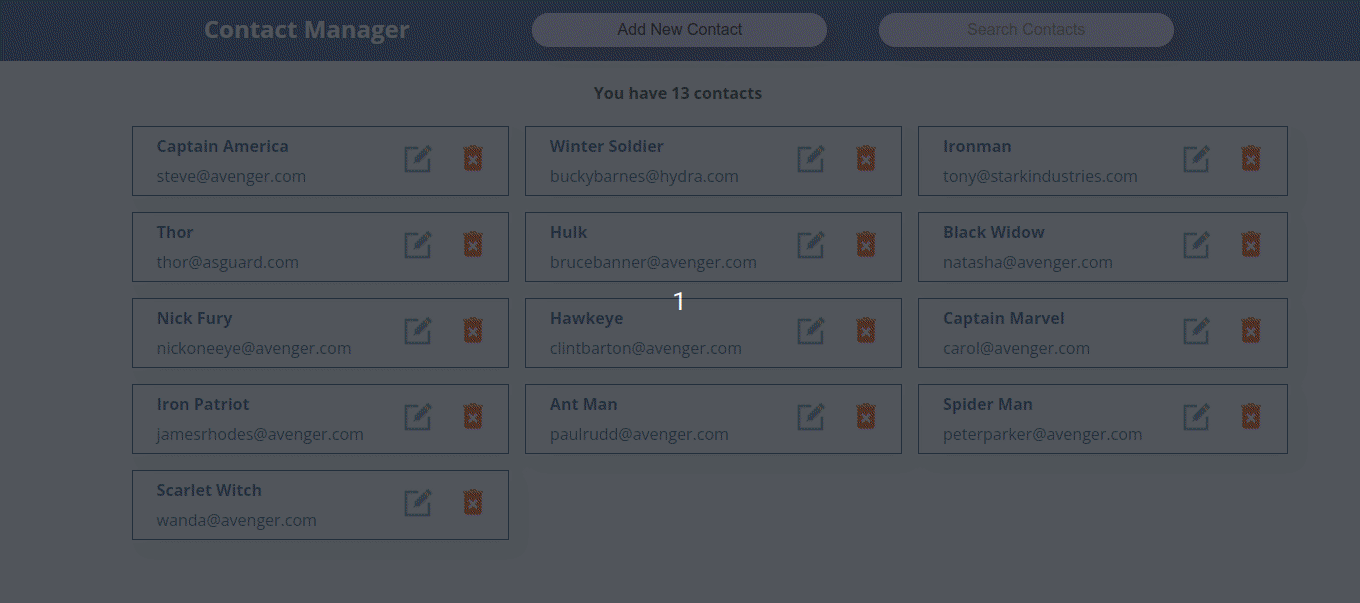 Contact Manager
Add New Contact
Search Contacts
You have 13 contacts
Captain America
steve@avenger.com
Winter Soldier
buckybarnes@hydra.com
Ironman
tony@starkindustries.com
Thor
thor@asguard.com
Hulk
brucebanner@avenger.com
Black Widow
natasha@avenger.com
1
Nick Fury
nickoneeye@avenger.com
Hawkeye
clintbarton@avenger.com
Captain Marvel
carol@avenger.com
Iron Patriot
jamesrhodes@avenger.com
Ant Man
paulrudd@avenger.com
Spider Man
peterparker@avenger.com
Scarlet Witch
wanda@avenger.com